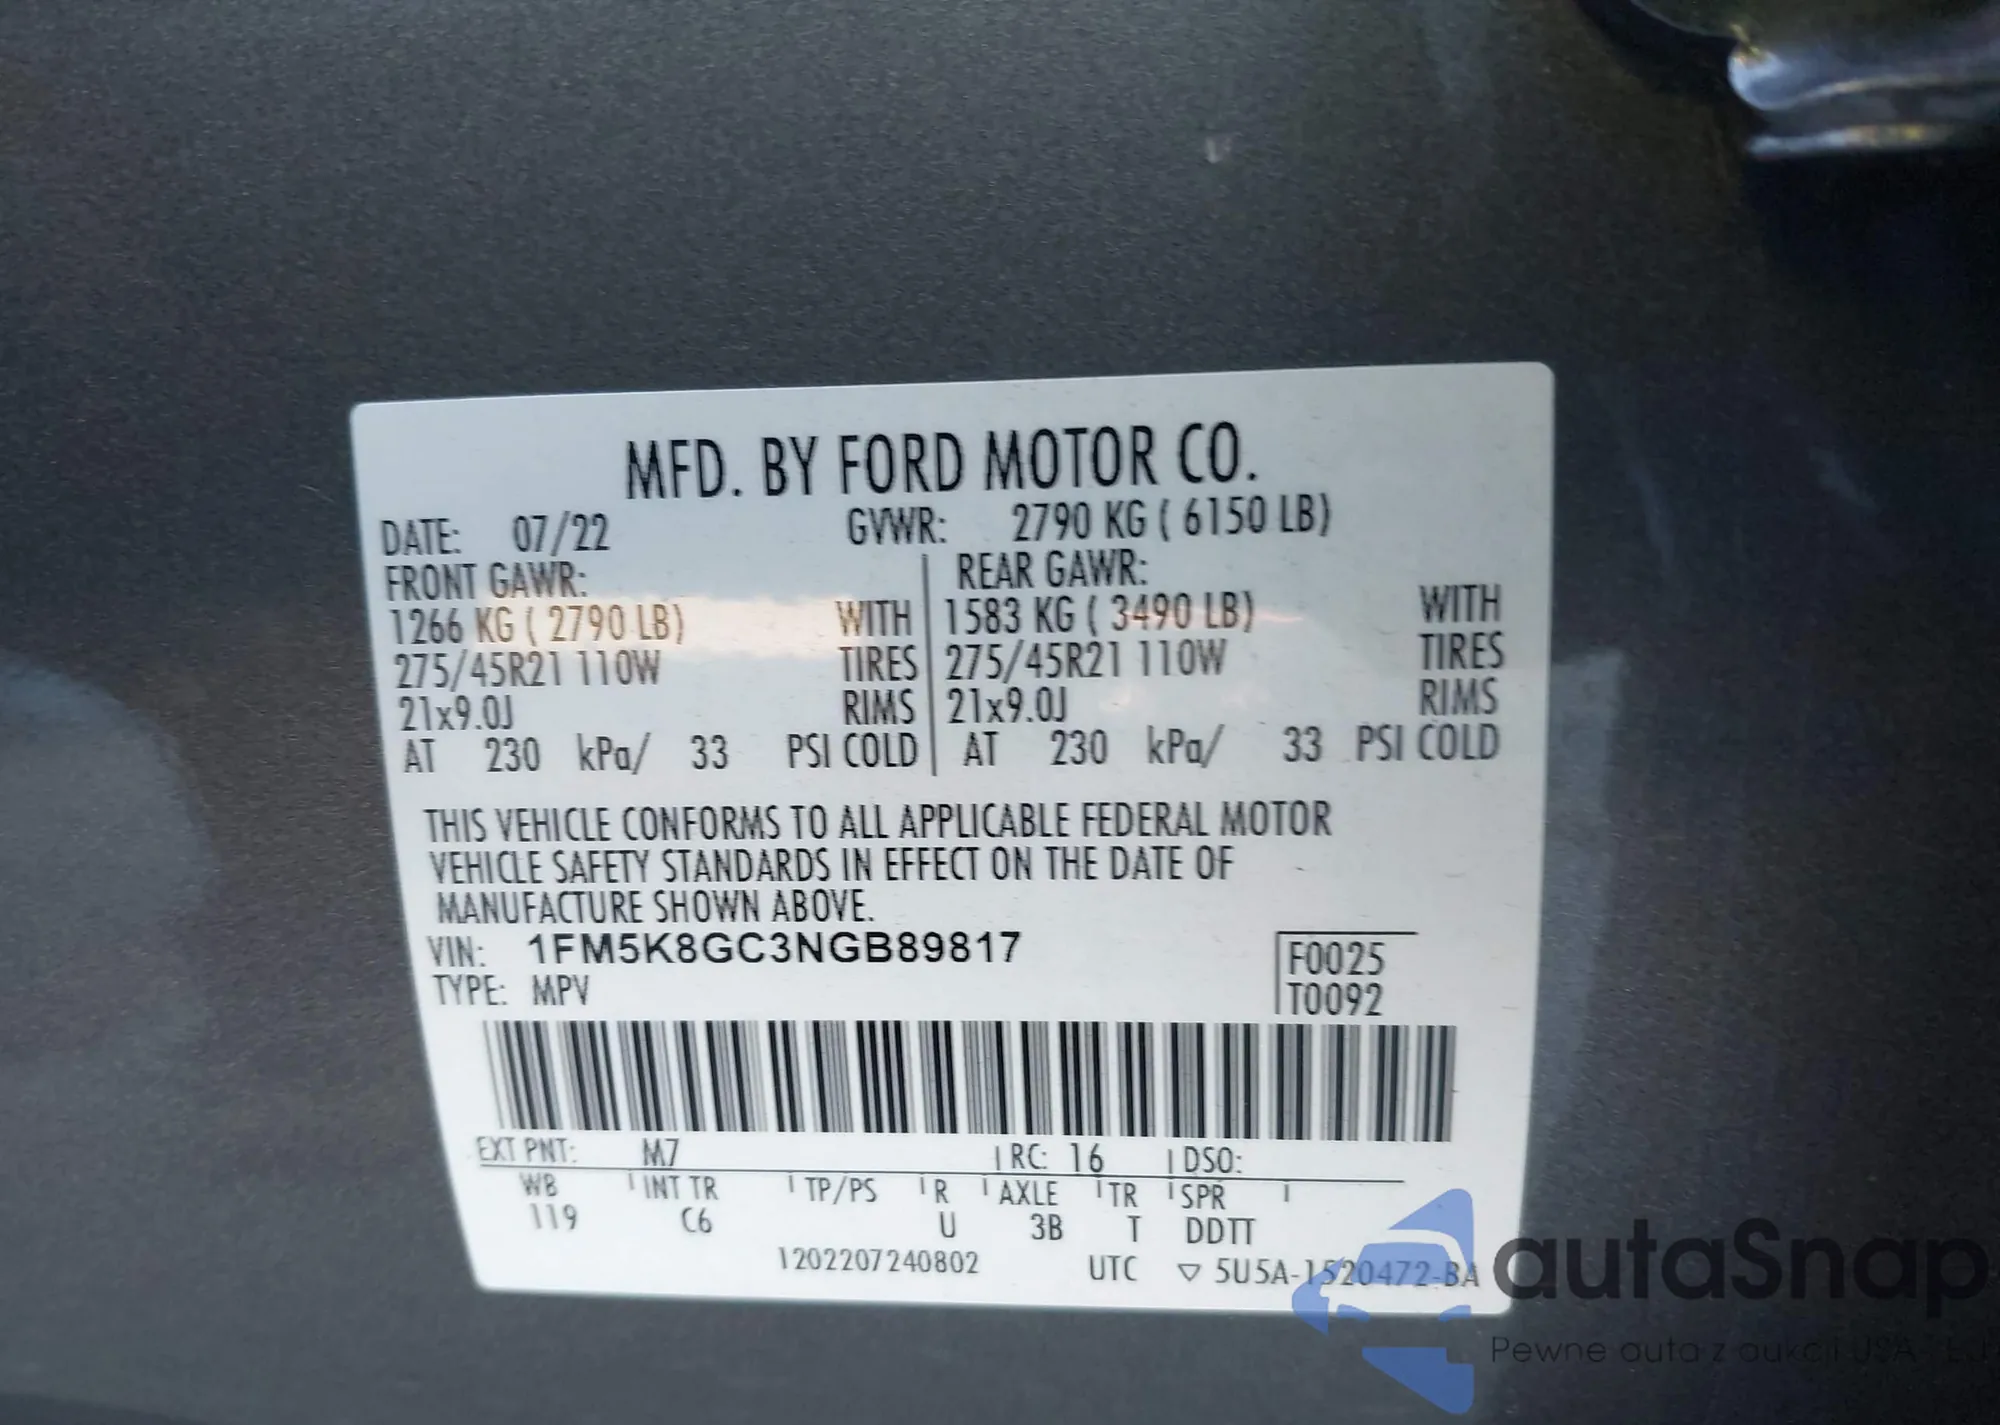 MFD. BY FORD MOTOR CO.
DATE: 07/22 GVWR: 2790 KG ( 6150 LB)
FRONT GAWR: REAR GAWR:
1266 KG ( 2790 LB) WITH 1583 KG ( 3490 LB) WITH
275/45R21 110W TIRES 275/45R21 110W TIRES
21x9.0J RIMS 21x9.0J RIMS
AT 230 kPa/ 33 PSI COLD AT 230 kPa/ 33 PSI COLD
THIS VEHICLE CONFORMS TO ALL APPLICABLE FEDERAL MOTOR
VEHICLE SAFETY STANDARDS IN EFFECT ON THE DATE OF
MANUFACTURE SHOWN ABOVE.
VIN: 1FM5K8GC3NGB89817 F0025
TYPE: MPV T0092
EXT PNT: M7 RC: 16 DSO:
WB INT TR TP/PS R AXLE TR SPR
119 C6 U 3B T DDTT
1202207240802 UTC ▽ 5U5A-1520472-BA
autaSnap
Pewne auta z aukcji USA